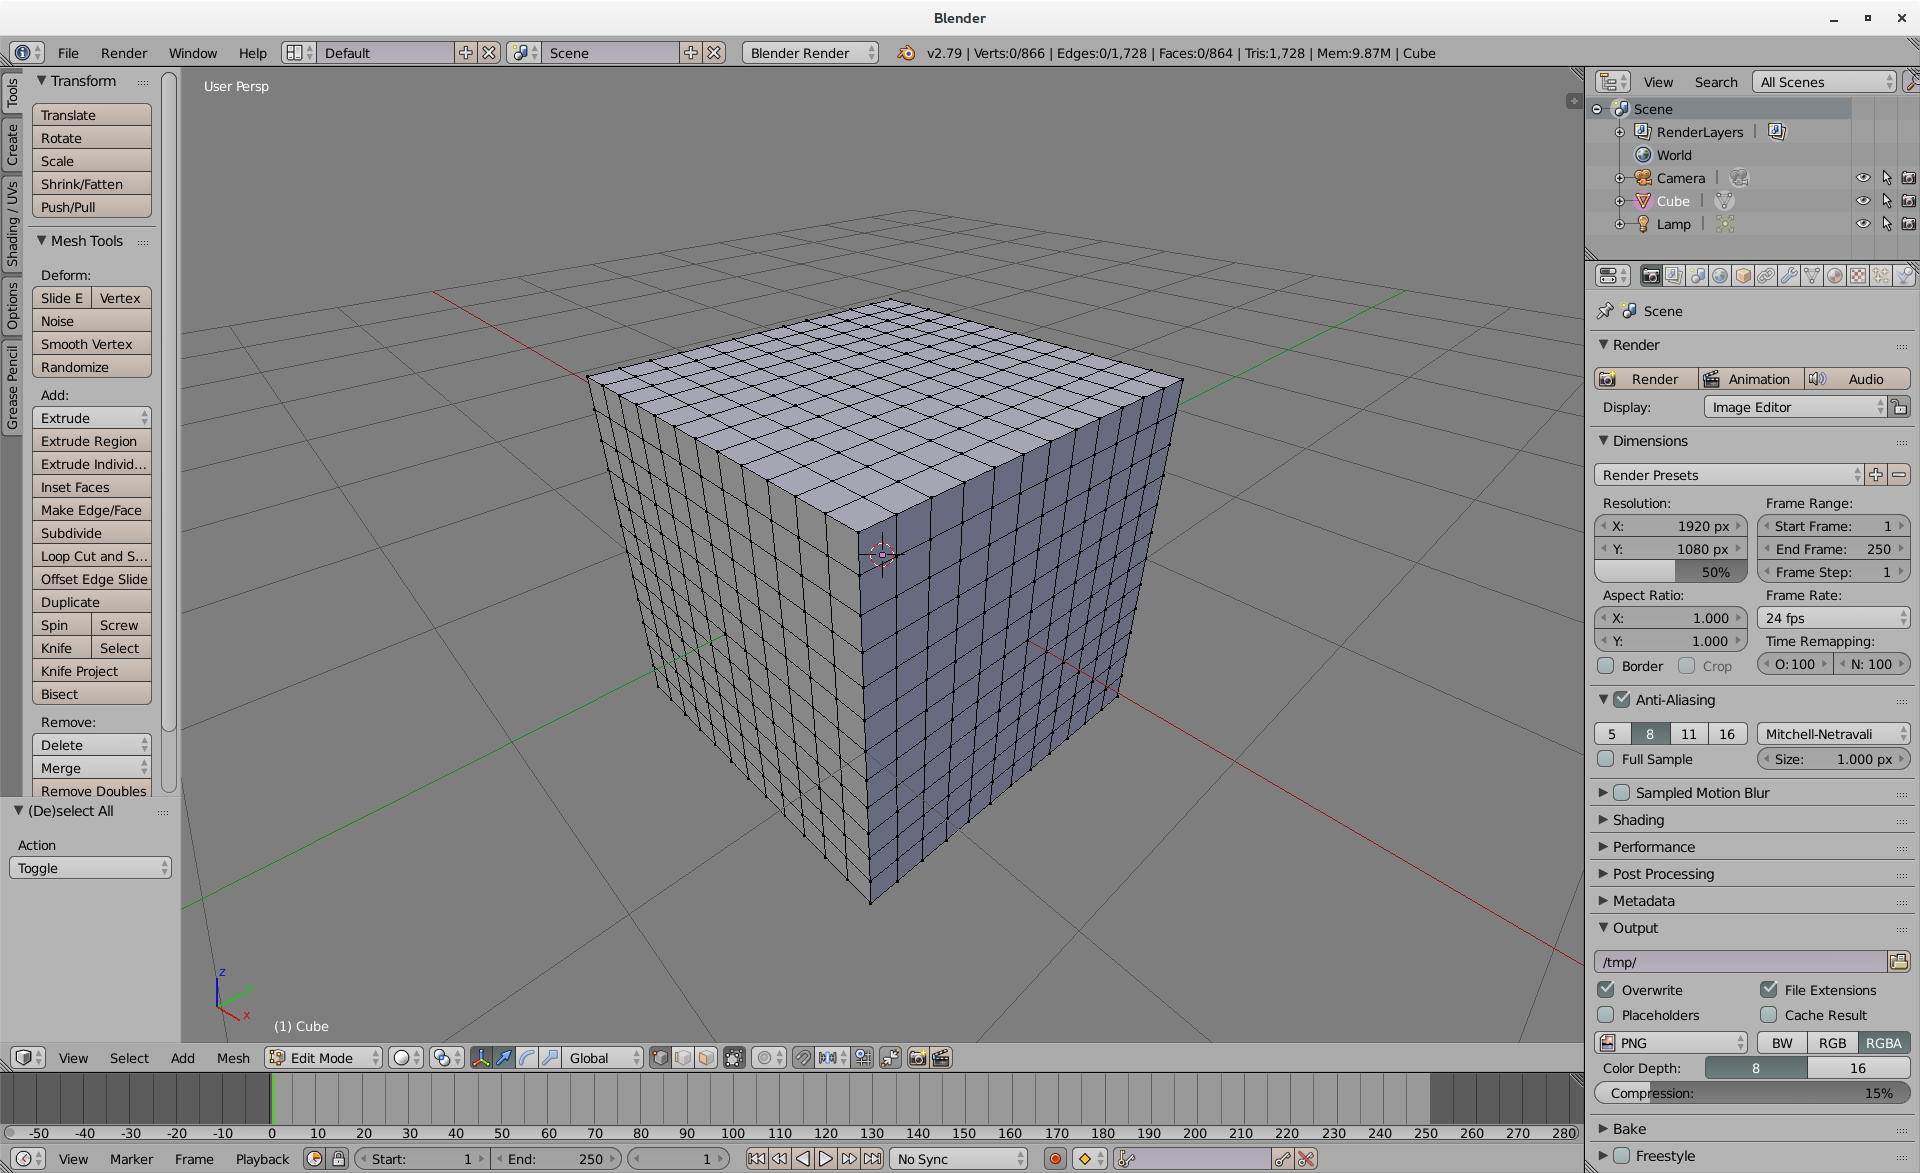 Blender
File Render Window Help Default Scene Blender Render v2.79 | Verts:0/866 | Edges:0/1,728 | Faces:0/864 | Tris:1,728 | Mem:9.87M | Cube
Tools
Create
Shading / UVs
Options
Grease Pencil
Transform
Translate
Rotate
Scale
Shrink/Fatten
Push/Pull
Mesh Tools
Deform:
Slide E Vertex
Noise
Smooth Vertex
Randomize
Add:
Extrude
Extrude Region
Extrude Individ...
Inset Faces
Make Edge/Face
Subdivide
Loop Cut and S...
Offset Edge Slide
Duplicate
Spin Screw
Knife Select
Knife Project
Bisect
Remove:
Delete
Merge
Remove Doubles
(De)select All
Action
Toggle
User Persp
z
y
x
(1) Cube
View Select Add Mesh Edit Mode Global
-50 -40 -30 -20 -10 0 10 20 30 40 50 60 70 80 90 100 110 120 130 140 150 160 170 180 190 200 210 220 230 240 250 260 270 280
View Marker Frame Playback Start: 1 End: 250 1 No Sync
View Search All Scenes
Scene
RenderLayers
World
Camera
Cube
Lamp
Scene
Render
Render Animation Audio
Display: Image Editor
Dimensions
Render Presets
Resolution: Frame Range:
X: 1920 px Start Frame: 1
Y: 1080 px End Frame: 250
50% Frame Step: 1
Aspect Ratio: Frame Rate:
X: 1.000 24 fps
Y: 1.000 Time Remapping:
Border Crop O: 100 N: 100
Anti-Aliasing
5 8 11 16 Mitchell-Netravali
Full Sample Size: 1.000 px
Sampled Motion Blur
Shading
Performance
Post Processing
Metadata
Output
/tmp/
Overwrite File Extensions
Placeholders Cache Result
PNG BW RGB RGBA
Color Depth: 8 16
Compression: 15%
Bake
Freestyle